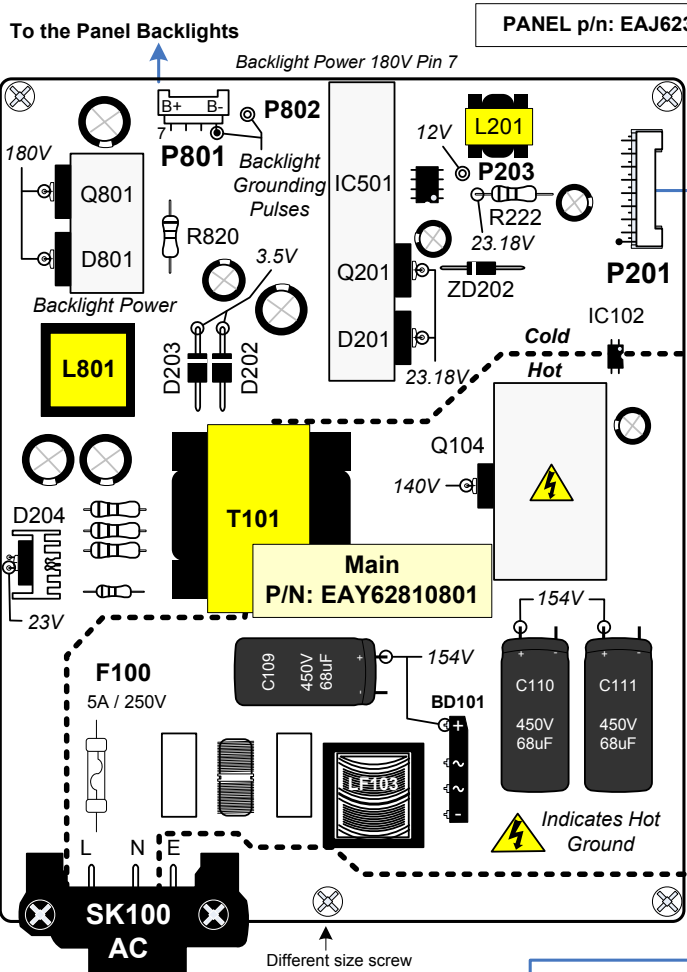 To the Panel Backlights
PANEL p/n: EAJ623
Backlight Power 180V Pin 7
B+ B-
7
P802
P801
Backlight
Grounding
Pulses
180V
Q801
D801
Backlight Power
R820
3.5V
IC501
Q201
D201
12V
L201
P203
R222
23.18V
ZD202
23.18V
P201
IC102
Cold
Hot
L801
D203
D202
T101
Q104
140V
D204
23V
Main
P/N: EAY62810801
154V
C109
450V
68uF
+
-
154V
BD101
+
~
~
-
+ -
C110
450V
68uF
+ -
C111
450V
68uF
F100
5A / 250V
LF103
Indicates Hot
Ground
L N E
SK100
AC
Different size screw